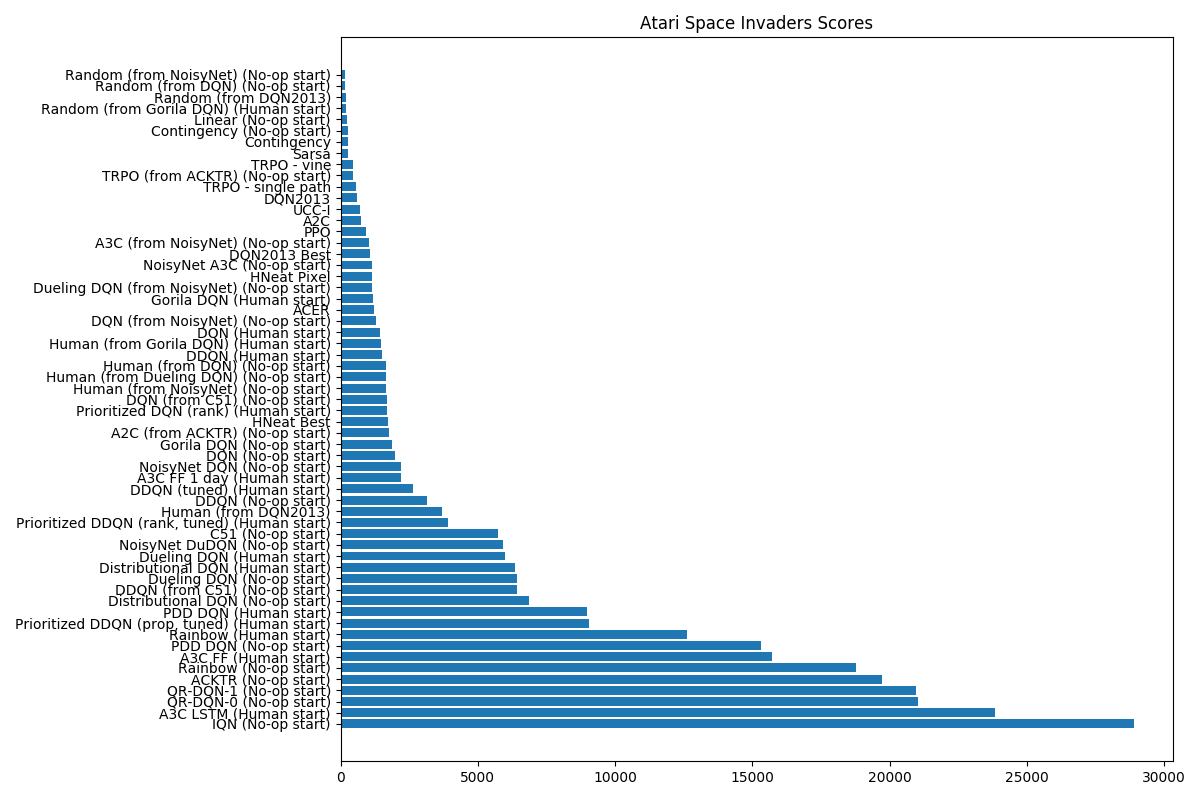 Atari Space Invaders Scores
Random (from NoisyNet) (No-op start)
Random (from DQN) (No-op start)
Random (from DQN2013)
Random (from Gorila DQN) (Human start)
Linear (No-op start)
Contingency (No-op start)
Contingency
Sarsa
TRPO - vine
TRPO (from ACKTR) (No-op start)
TRPO - single path
DQN2013
UCC-I
A2C
PPO
A3C (from NoisyNet) (No-op start)
DQN2013 Best
NoisyNet A3C (No-op start)
HNeat Pixel
Dueling DQN (from NoisyNet) (No-op start)
Gorila DQN (Human start)
ACER
DQN (from NoisyNet) (No-op start)
DQN (Human start)
Human (from Gorila DQN) (Human start)
DDQN (Human start)
Human (from DQN) (No-op start)
Human (from Dueling DQN) (No-op start)
Human (from NoisyNet) (No-op start)
DQN (from C51) (No-op start)
Prioritized DQN (rank) (Human start)
HNeat Best
A2C (from ACKTR) (No-op start)
Gorila DQN (No-op start)
DQN (No-op start)
NoisyNet DQN (No-op start)
A3C FF 1 day (Human start)
DDQN (tuned) (Human start)
DDQN (No-op start)
Human (from DQN2013)
Prioritized DDQN (rank, tuned) (Human start)
C51 (No-op start)
NoisyNet DuDQN (No-op start)
Dueling DQN (Human start)
Distributional DQN (Human start)
Dueling DQN (No-op start)
DDQN (from C51) (No-op start)
Distributional DQN (No-op start)
PDD DQN (Human start)
Prioritized DDQN (prop, tuned) (Human start)
Rainbow (Human start)
PDD DQN (No-op start)
A3C FF (Human start)
Rainbow (No-op start)
ACKTR (No-op start)
QR-DQN-1 (No-op start)
QR-DQN-0 (No-op start)
A3C LSTM (Human start)
IQN (No-op start)
0 5000 10000 15000 20000 25000 30000